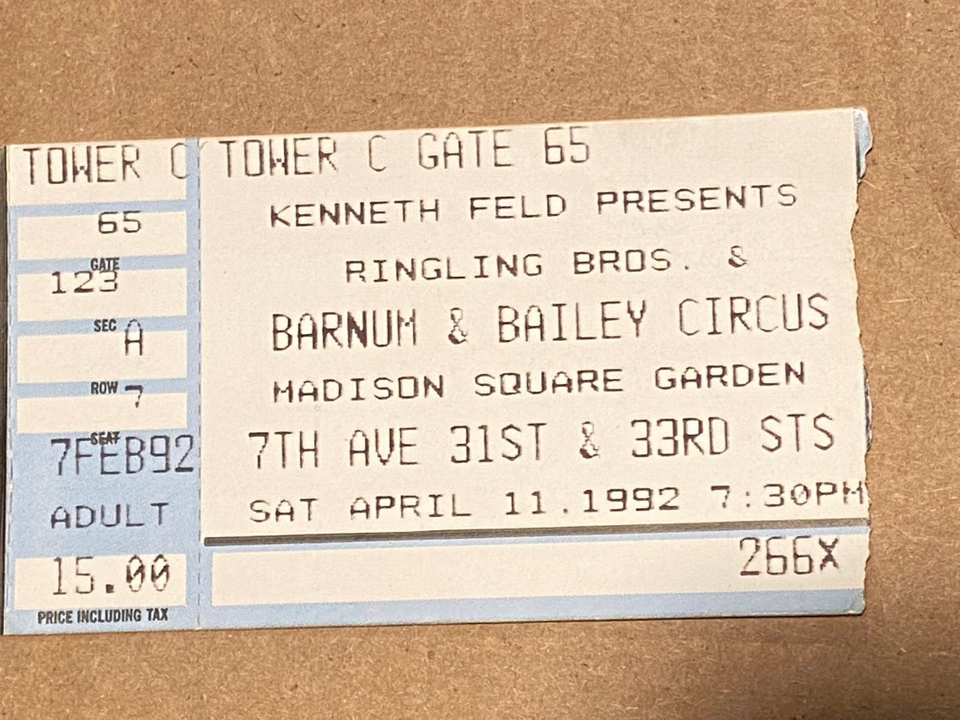 TOWER C
65
GATE
123
SEC
A
ROW
7
SEAT
7FEB92
ADULT
15.00
PRICE INCLUDING TAX
TOWER C GATE 65
KENNETH FELD PRESENTS
RINGLING BROS. &
BARNUM & BAILEY CIRCUS
MADISON SQUARE GARDEN
7TH AVE 31ST & 33RD STS
SAT APRIL 11.1992 7:30PM
266X